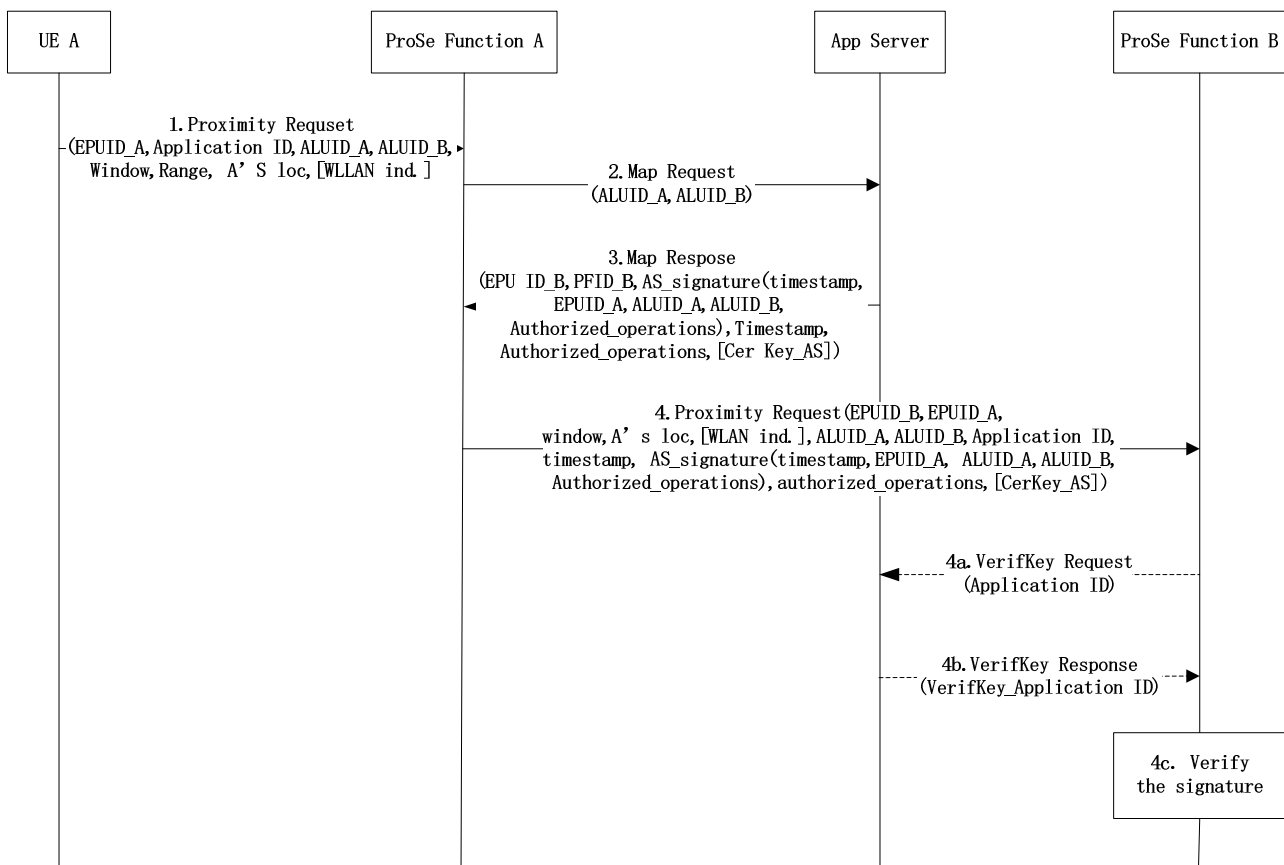 UE A
ProSe Function A
App Server
ProSe Function B
1.Proximity Requset
(EPUID_A,Application ID,ALUID_A,ALUID_B,
Window,Range, A’S loc,[WLLAN ind.]
2.Map Request
(ALUID_A,ALUID_B)
3.Map Respose
(EPU ID_B,PFID_B,AS_signature(timestamp,
EPUID_A,ALUID_A,ALUID_B,
Authorized_operations),Timestamp,
Authorized_operations,[Cer Key_AS])
4.Proximity Request(EPUID_B,EPUID_A,
window,A’s loc,[WLAN ind.],ALUID_A,ALUID_B,Application ID,
timestamp, AS_signature(timestamp,EPUID_A, ALUID_A,ALUID_B,
Authorized_operations),authorized_operations,[CerKey_AS])
4a.VerifKey Request
(Application ID)
4b.VerifKey Response
(VerifKey_Application ID)
4c. Verify
the signature